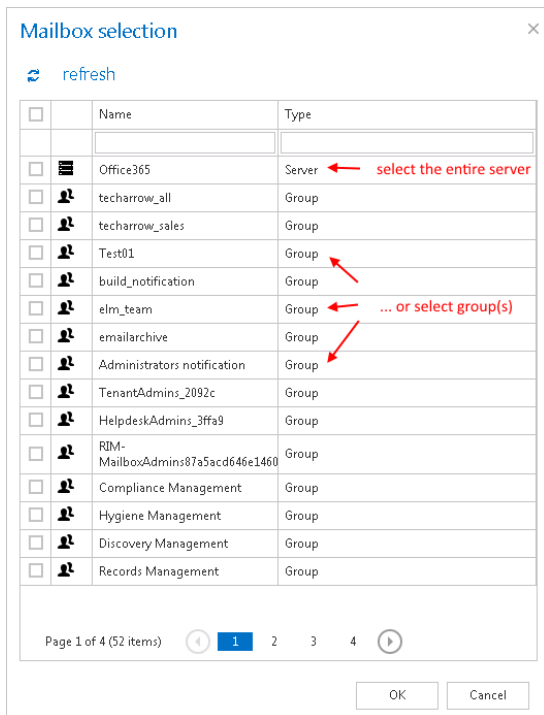 Mailbox selection
refresh
Name Type
Office365 Server select the entire server
techarrow_all Group
techarrow_sales Group
Test01 Group
build_notification Group
elm_team Group ... or select group(s)
emailarchive Group
Administrators notification Group
TenantAdmins_2092c Group
HelpdeskAdmins_3ffa9 Group
RIM-
MailboxAdmins87a5acd646e1460 Group
Compliance Management Group
Hygiene Management Group
Discovery Management Group
Records Management Group
Page 1 of 4 (52 items) 1 2 3 4
OK Cancel